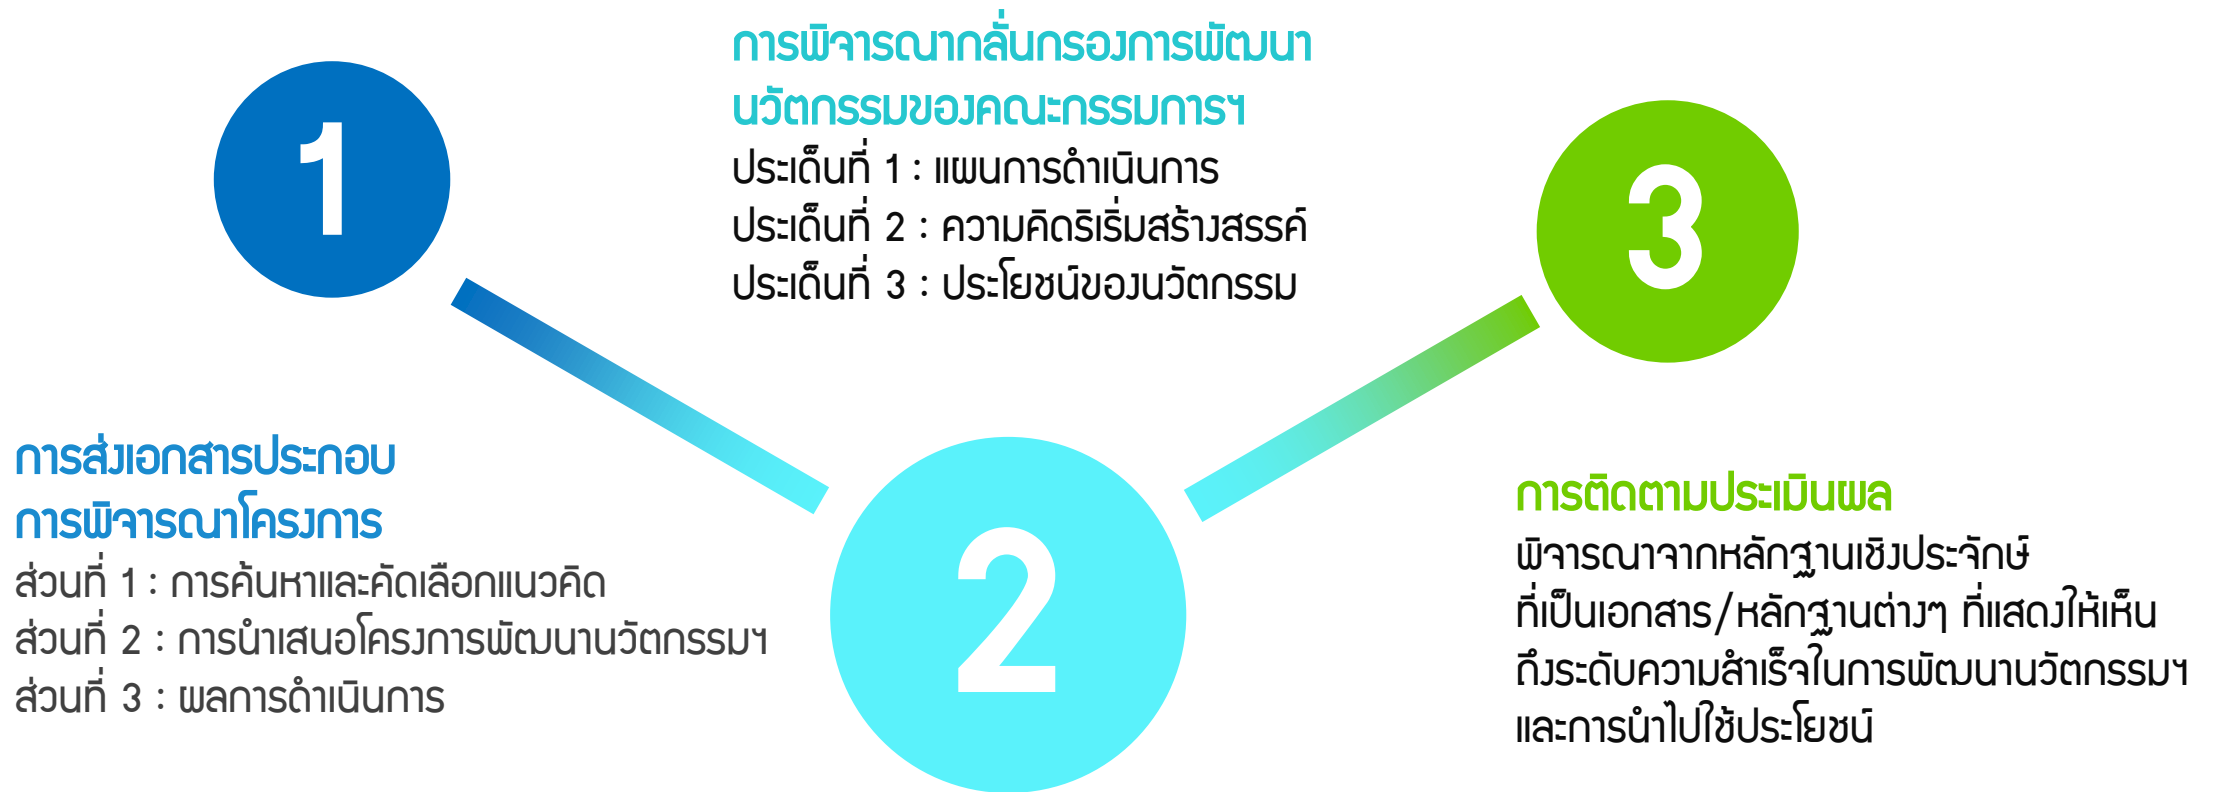 1
การส่งเอกสารประกอบ
การพิจารณาโครงการ
ส่วนที่ 1 : การค้นหาและคัดเลือกแนวคิด
ส่วนที่ 2 : การนำเสนอโครงการพัฒนานวัตกรรมฯ
ส่วนที่ 3 : ผลการดำเนินการ
2
การพิจารณากลั่นกรองการพัฒนา
นวัตกรรมของคณะกรรมการฯ
ประเด็นที่ 1 : แผนการดำเนินการ
ประเด็นที่ 2 : ความคิดริเริ่มสร้างสรรค์
ประเด็นที่ 3 : ประโยชน์ของนวัตกรรม
3
การติดตามประเมินผล
พิจารณาจากหลักฐานเชิงประจักษ์
ที่เป็นเอกสาร/หลักฐานต่างๆ ที่แสดงให้เห็น
ถึงระดับความสำเร็จในการพัฒนานวัตกรรมฯ
และการนำไปใช้ประโยชน์